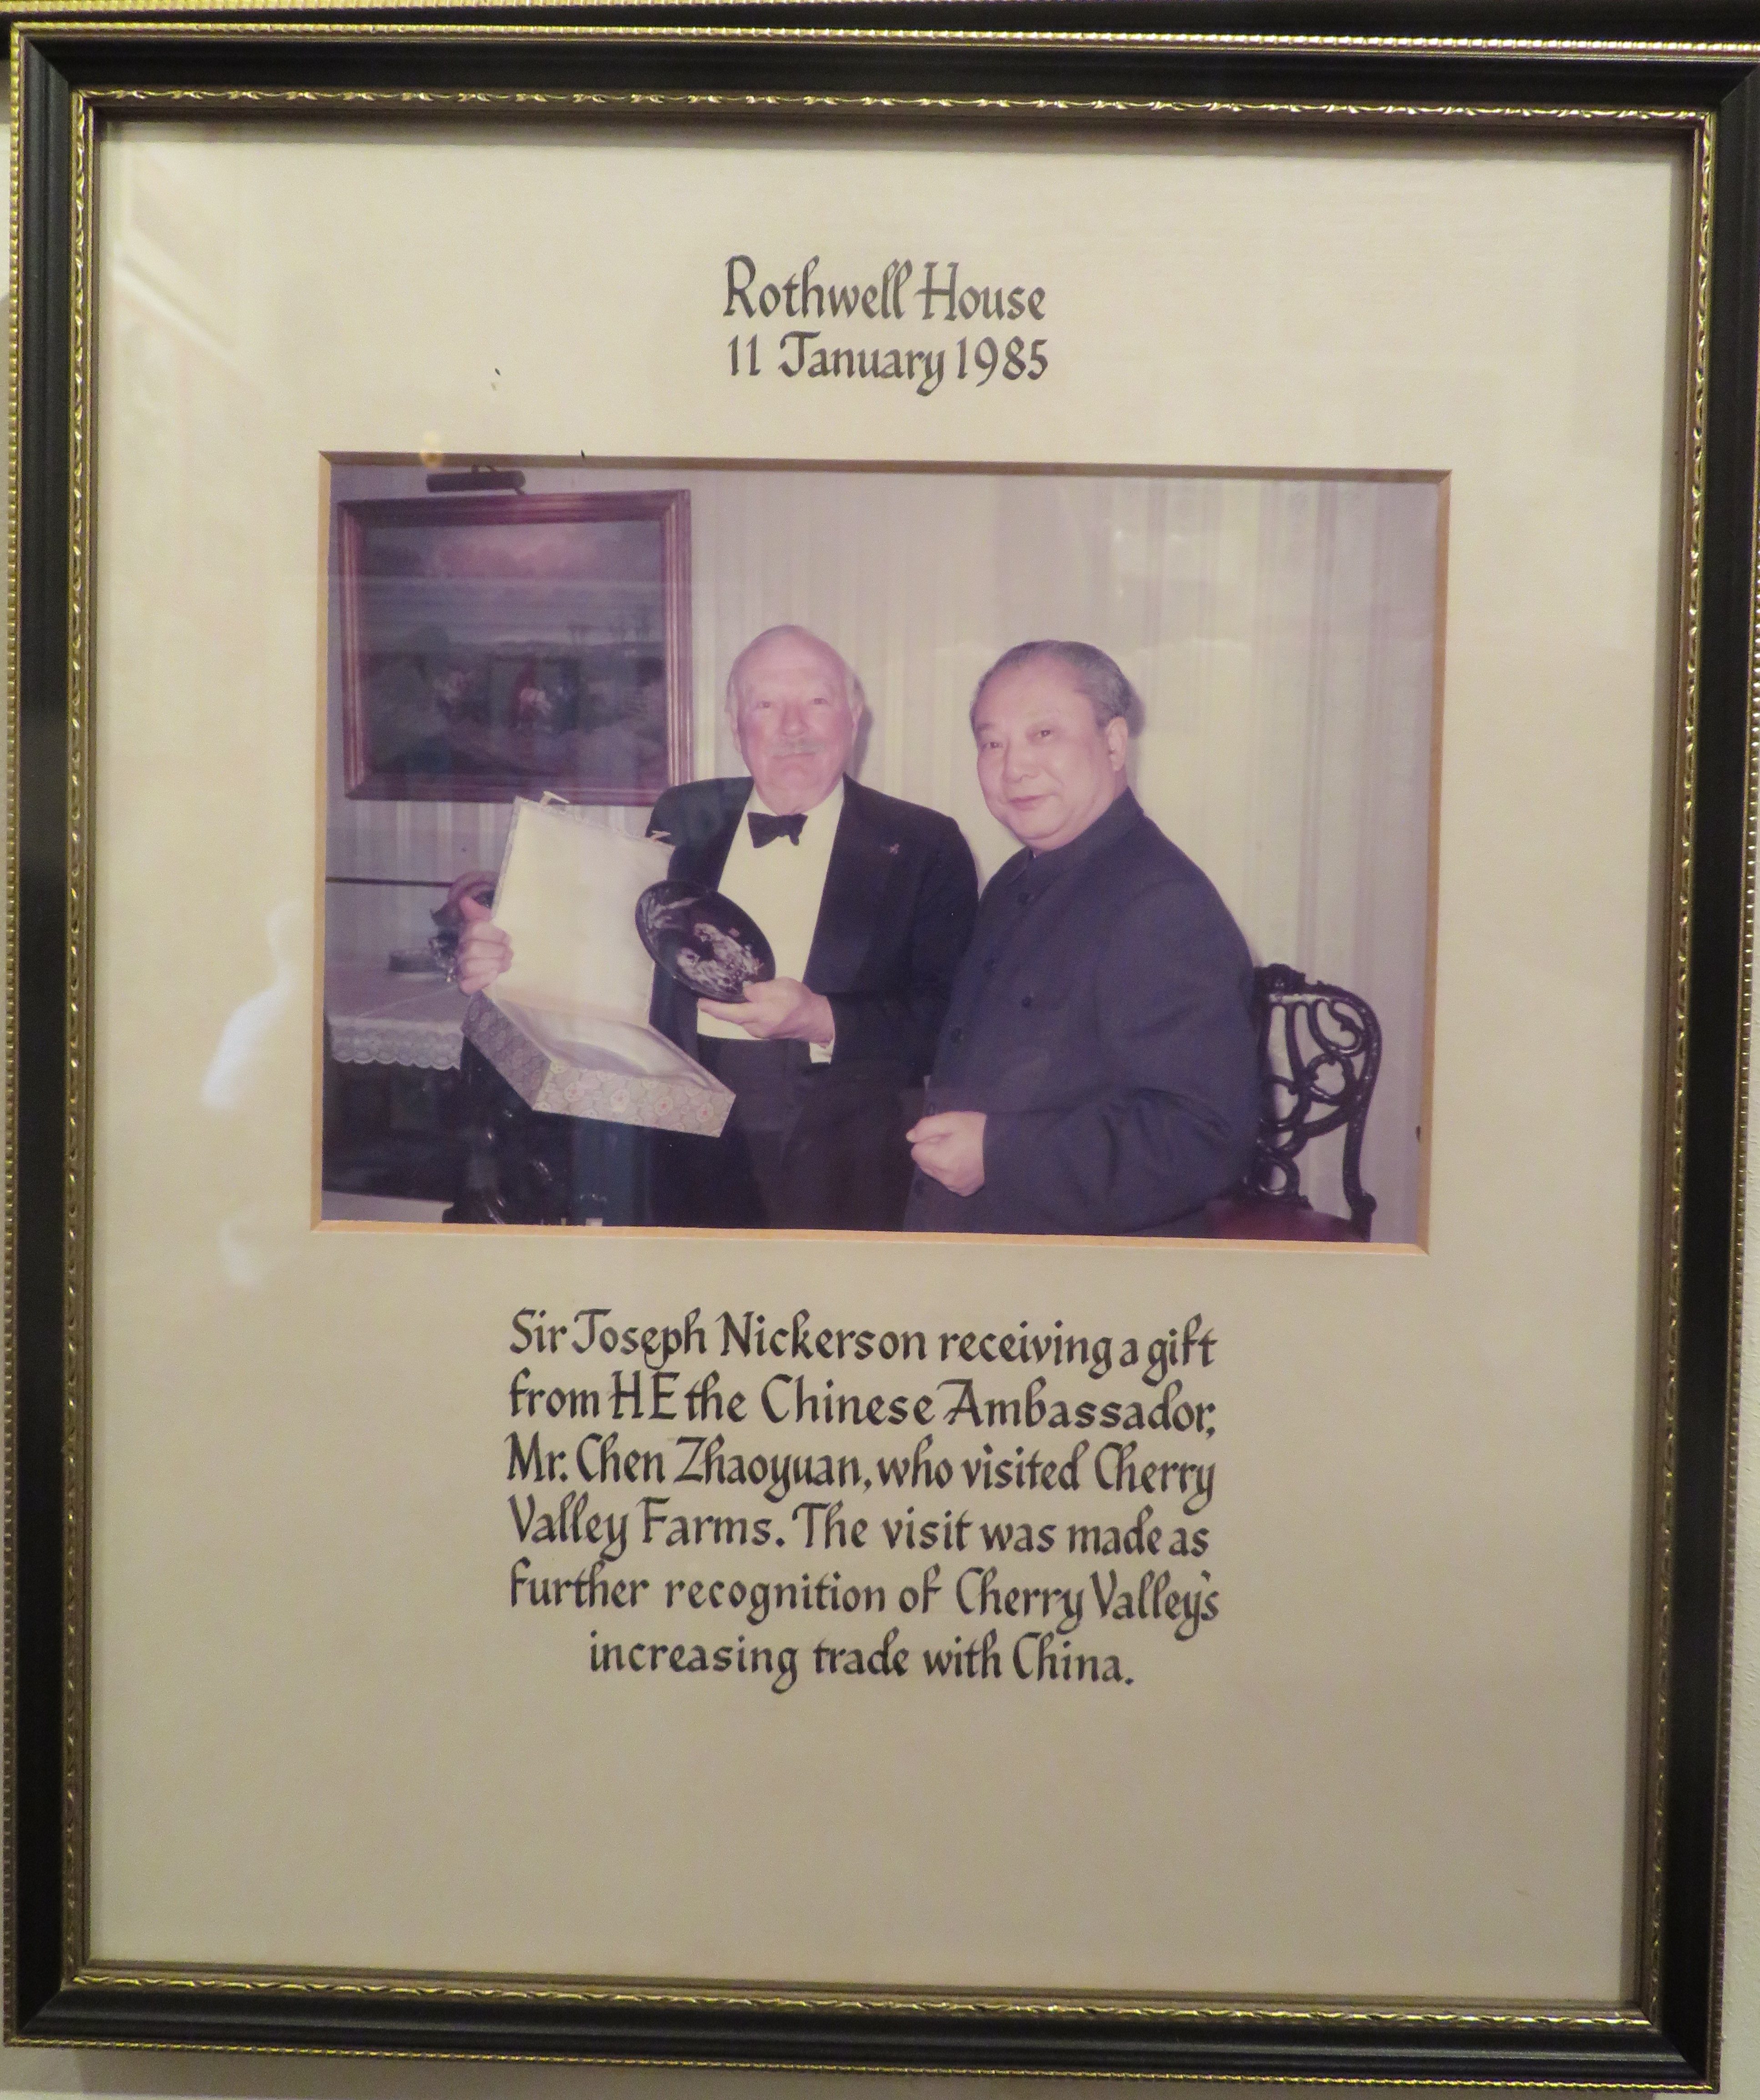 Rothwell House
11 January 1985
Sir Joseph Nickerson receiving a gift
from HE the Chinese Ambassador,
Mr. Chen Zhaoyuan, who visited Cherry
Valley Farms. The visit was made as
further recognition of Cherry Valley's
increasing trade with China.